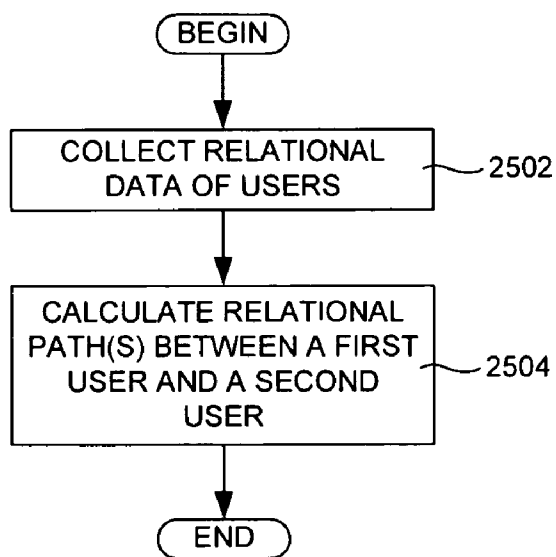 BEGIN
COLLECT RELATIONAL
DATA OF USERS
2502
CALCULATE RELATIONAL
PATH(S) BETWEEN A FIRST
USER AND A SECOND
USER
2504
END